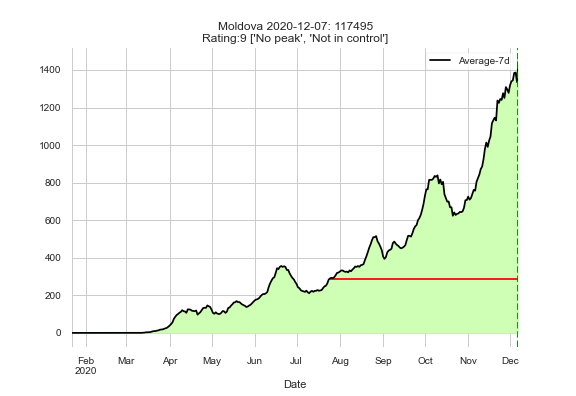 Moldova 2020-12-07: 117495
Rating:9 ['No peak', 'Not in control']
Average-7d
1400
1200
1000
800
600
400
200
0
Feb Mar Apr May Jun Jul Aug Sep Oct Nov Dec
2020
Date